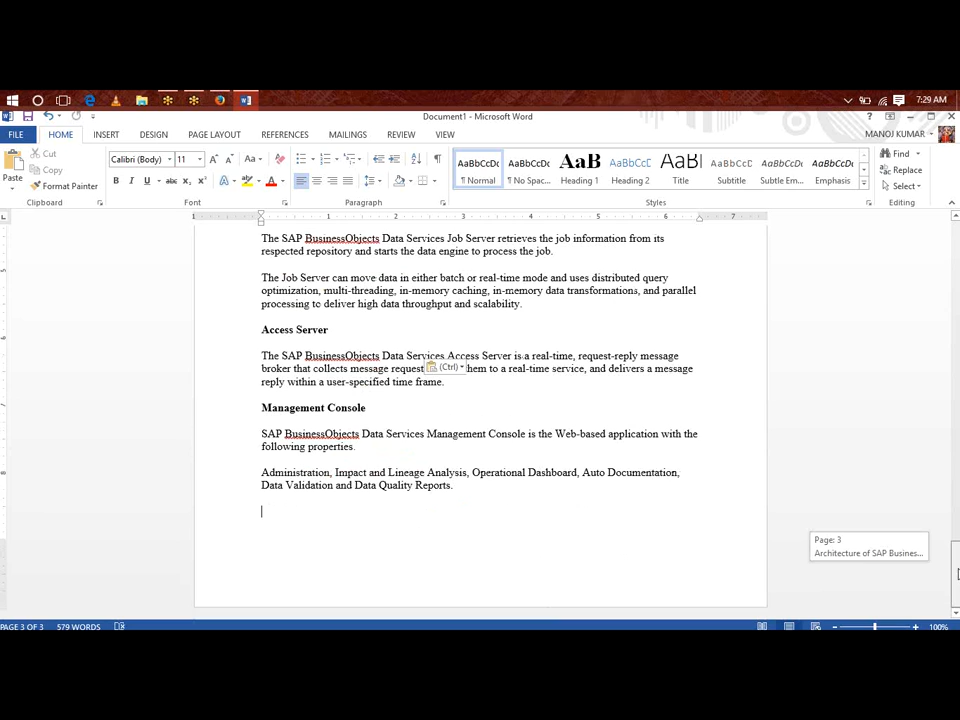 7:29 AM
Document1 - Microsoft Word
FILE HOME INSERT DESIGN PAGE LAYOUT REFERENCES MAILINGS REVIEW VIEW MANOJ KUMAR
Paste Cut Copy Format Painter
Clipboard
Calibri (Body) 11
Font
Paragraph
AaBbCcDc AaBbCcDc AaB AaBbCcD AaBl AaBbCcD AaBbCcDc AaBbCcDc
¶ Normal ¶ No Spac... Heading 1 Heading 2 Title Subtitle Subtle Em... Emphasis
Styles
Find
Replace
Select
Editing
1 1 2 3 4 5 6 7
The SAP BusinessObjects Data Services Job Server retrieves the job information from its
respected repository and starts the data engine to process the job.
The Job Server can move data in either batch or real-time mode and uses distributed query
optimization, multi-threading, in-memory caching, in-memory data transformations, and parallel
processing to deliver high data throughput and scalability.
Access Server
The SAP BusinessObjects Data Services Access Server is a real-time, request-reply message
broker that collects message request (Ctrl) hem to a real-time service, and delivers a message
reply within a user-specified time frame.
Management Console
SAP BusinessObjects Data Services Management Console is the Web-based application with the
following properties.
Administration, Impact and Lineage Analysis, Operational Dashboard, Auto Documentation,
Data Validation and Data Quality Reports.
Page: 3
Architecture of SAP Busines...
PAGE 3 OF 3 579 WORDS 100%